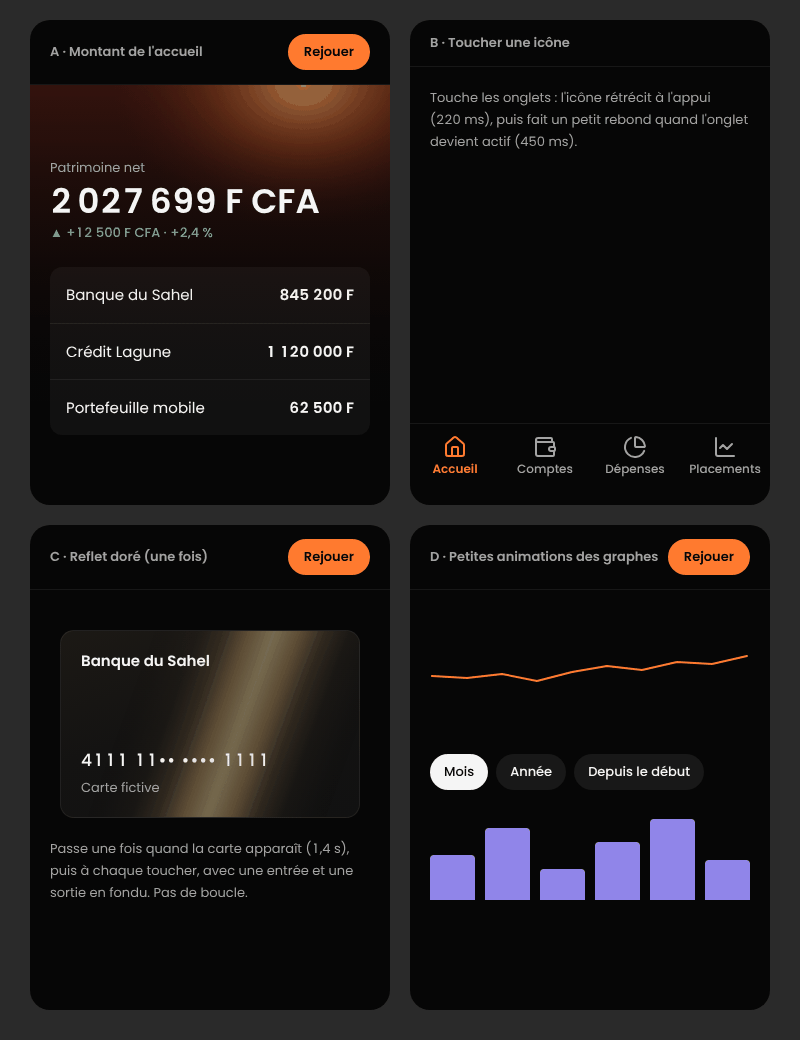 A · Montant de l'accueil
Rejouer
Patrimoine net
2 027 699 F CFA
▲ +12 500 F CFA · +2,4 %
Banque du Sahel 845 200 F
Crédit Lagune 1 120 000 F
Portefeuille mobile 62 500 F
B · Toucher une icône
Touche les onglets : l'icône rétrécit à l'appui
(220 ms), puis fait un petit rebond quand l'onglet
devient actif (450 ms).
Accueil Comptes Dépenses Placements
C · Reflet doré (une fois)
Rejouer
Banque du Sahel
4111 11•• •••• 1111
Carte fictive
Passe une fois quand la carte apparaît (1,4 s),
puis à chaque toucher, avec une entrée et une
sortie en fondu. Pas de boucle.
D · Petites animations des graphes
Rejouer
Mois Année Depuis le début